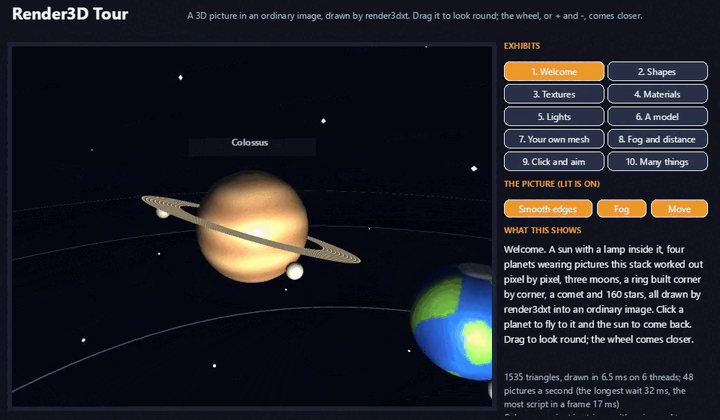 Render3D Tour
A 3D picture in an ordinary image, drawn by render3dxt. Drag it to look round; the wheel, or + and -, comes closer.
Colossus
EXHIBITS
1. Welcome
2. Shapes
3. Textures
4. Materials
5. Lights
6. A model
7. Your own mesh
8. Fog and distance
9. Click and aim
10. Many things
THE PICTURE (LIT IS ON)
Smooth edges
Fog
Move
WHAT THIS SHOWS
Welcome. A sun with a lamp inside it, four
planets wearing pictures this stack worked out
pixel by pixel, three moons, a ring built corner
by corner, a comet and 160 stars, all drawn by
render3dxt into an ordinary image. Click a
planet to fly to it and the sun to come back.
Drag to look round; the wheel comes closer.
1535 triangles, drawn in 6.5 ms on 6 threads; 48
pictures a second (the longest wait 32 ms, the
most script in a frame 17 ms)